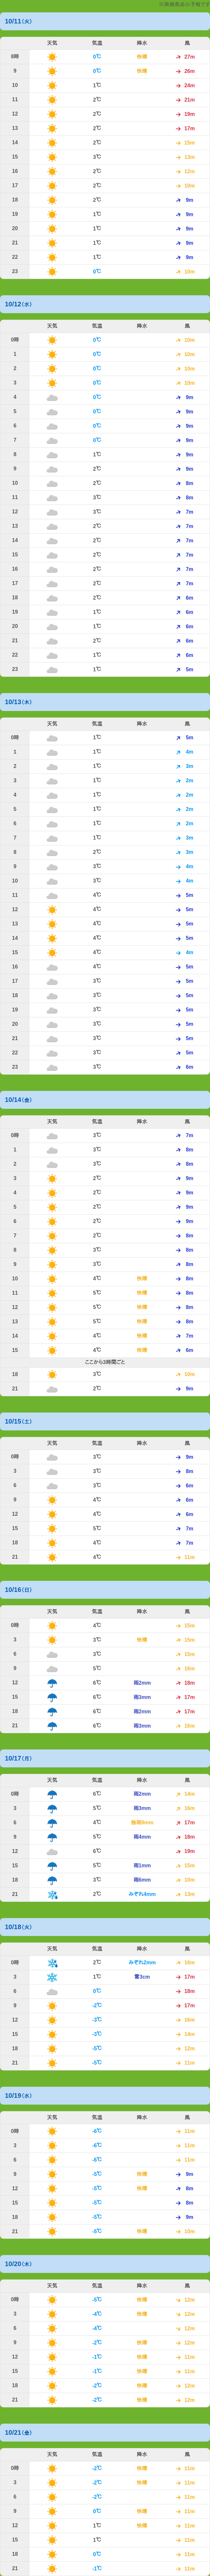 ※距離高品の予報です
10/11(火)
天気 気温 降水 風
8時 0℃ 快晴 27m
9 0℃ 快晴 26m
10 1℃ 24m
11 2℃ 21m
12 2℃ 19m
13 2℃ 17m
14 2℃ 15m
15 3℃ 13m
16 2℃ 12m
17 2℃ 10m
18 2℃ 9m
19 1℃ 9m
20 1℃ 9m
21 1℃ 9m
22 1℃ 9m
23 0℃ 10m
10/12(水)
天気 気温 降水 風
0時 0℃ 10m
1 0℃ 10m
2 0℃ 10m
3 0℃ 10m
4 0℃ 9m
5 0℃ 9m
6 0℃ 9m
7 0℃ 9m
8 1℃ 9m
9 2℃ 9m
10 2℃ 8m
11 3℃ 8m
12 3℃ 7m
13 2℃ 7m
14 2℃ 7m
15 2℃ 7m
16 2℃ 7m
17 2℃ 7m
18 2℃ 6m
19 1℃ 6m
20 1℃ 6m
21 2℃ 6m
22 1℃ 6m
23 1℃ 5m
10/13(木)
天気 気温 降水 風
0時 1℃ 5m
1 1℃ 4m
2 1℃ 3m
3 1℃ 2m
4 1℃ 2m
5 1℃ 2m
6 1℃ 2m
7 1℃ 3m
8 2℃ 3m
9 3℃ 4m
10 3℃ 4m
11 4℃ 5m
12 4℃ 5m
13 4℃ 5m
14 4℃ 5m
15 4℃ 4m
16 4℃ 5m
17 3℃ 5m
18 3℃ 5m
19 3℃ 5m
20 3℃ 5m
21 3℃ 5m
22 3℃ 5m
23 3℃ 6m
10/14(金)
天気 気温 降水 風
0時 3℃ 7m
1 3℃ 8m
2 3℃ 8m
3 2℃ 9m
4 2℃ 9m
5 2℃ 9m
6 2℃ 9m
7 2℃ 8m
8 3℃ 8m
9 3℃ 8m
10 4℃ 快晴 8m
11 5℃ 快晴 8m
12 5℃ 快晴 8m
13 5℃ 快晴 8m
14 4℃ 快晴 7m
15 4℃ 快晴 6m
ここから3時間ごと
18 3℃ 10m
21 2℃ 9m
10/15(土)
天気 気温 降水 風
0時 3℃ 9m
3 3℃ 8m
6 3℃ 6m
9 4℃ 6m
12 4℃ 6m
15 5℃ 7m
18 4℃ 7m
21 4℃ 11m
10/16(日)
天気 気温 降水 風
0時 4℃ 15m
3 3℃ 快晴 15m
6 3℃ 15m
9 5℃ 16m
12 6℃ 雨2mm 18m
15 6℃ 雨3mm 17m
18 6℃ 雨2mm 17m
21 6℃ 雨3mm 16m
10/17(月)
天気 気温 降水 風
0時 6℃ 雨2mm 14m
3 5℃ 雨3mm 16m
6 4℃ 強雨8mm 17m
9 5℃ 雨4mm 18m
12 6℃ 19m
15 5℃ 雨1mm 15m
18 3℃ 雨6mm 16m
21 2℃ みぞれ4mm 13m
10/18(火)
天気 気温 降水 風
0時 2℃ みぞれ2mm 16m
3 1℃ 雪3cm 17m
6 0℃ 18m
9 -2℃ 17m
12 -3℃ 16m
15 -3℃ 14m
18 -5℃ 12m
21 -5℃ 11m
10/19(水)
天気 気温 降水 風
0時 -6℃ 11m
3 -6℃ 11m
6 -6℃ 11m
9 -5℃ 快晴 9m
12 -5℃ 快晴 8m
15 -5℃ 8m
18 -5℃ 9m
21 -5℃ 快晴 10m
10/20(木)
天気 気温 降水 風
0時 -5℃ 快晴 12m
3 -4℃ 快晴 12m
6 -4℃ 12m
9 -2℃ 快晴 12m
12 -1℃ 快晴 11m
15 -1℃ 快晴 11m
18 -2℃ 快晴 12m
21 -2℃ 快晴 12m
10/21(金)
天気 気温 降水 風
0時 -2℃ 快晴 11m
3 -2℃ 快晴 11m
6 -2℃ 11m
9 0℃ 快晴 11m
12 1℃ 快晴 11m
15 1℃ 11m
18 0℃ 11m
21 -1℃ 11m